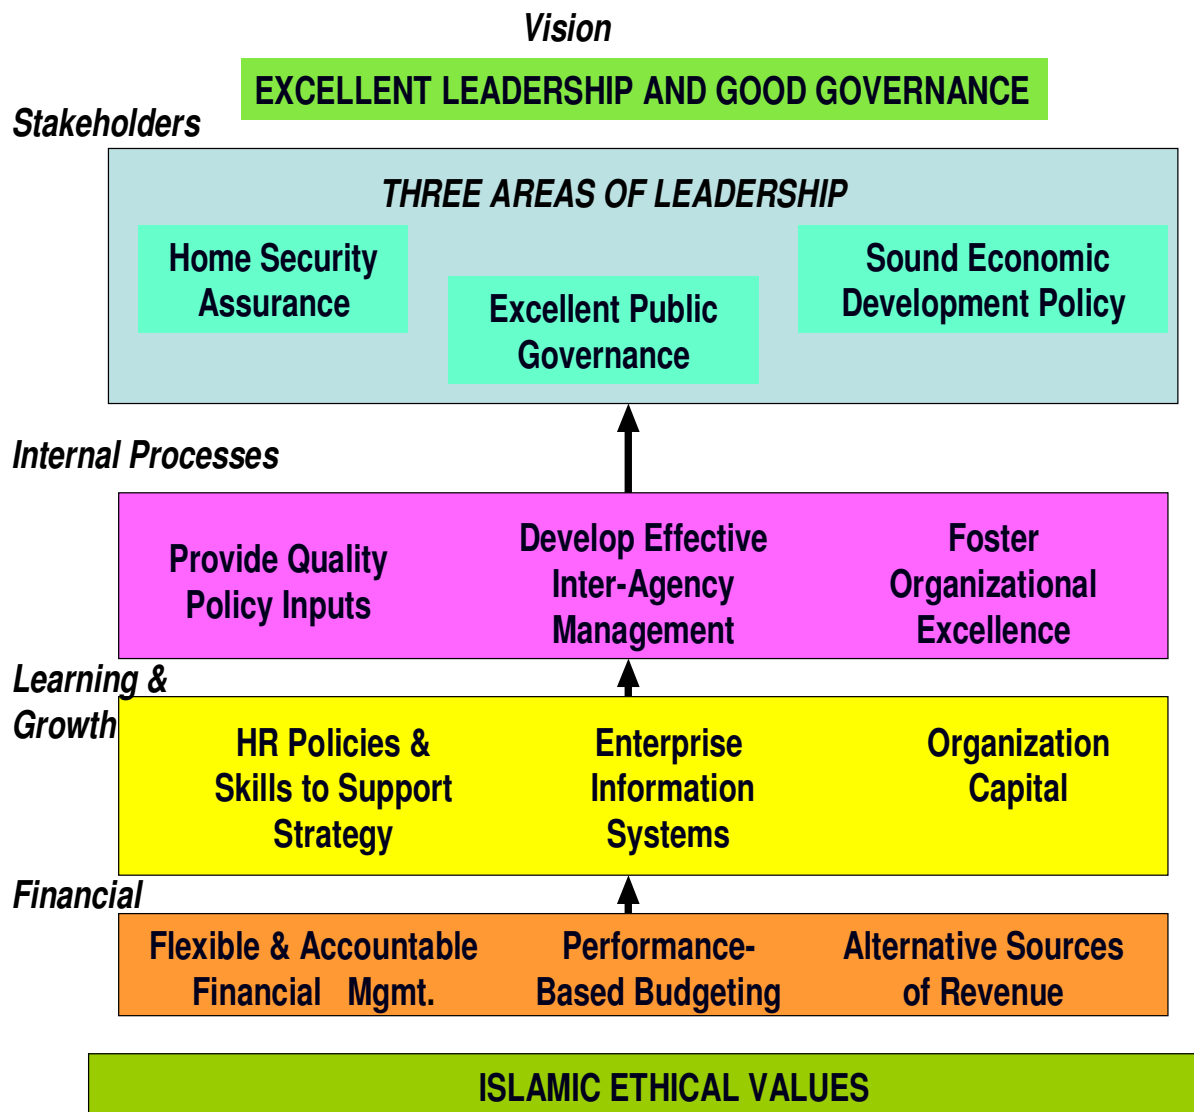 Vision
EXCELLENT LEADERSHIP AND GOOD GOVERNANCE
Stakeholders
THREE AREAS OF LEADERSHIP
Home Security
Assurance
Excellent Public
Governance
Sound Economic
Development Policy
Internal Processes
Provide Quality
Policy Inputs
Develop Effective
Inter-Agency
Management
Foster
Organizational
Excellence
Learning &
Growth
HR Policies &
Skills to Support
Strategy
Enterprise
Information
Systems
Organization
Capital
Financial
Flexible & Accountable
Financial Mgmt.
Performance-
Based Budgeting
Alternative Sources
of Revenue
ISLAMIC ETHICAL VALUES